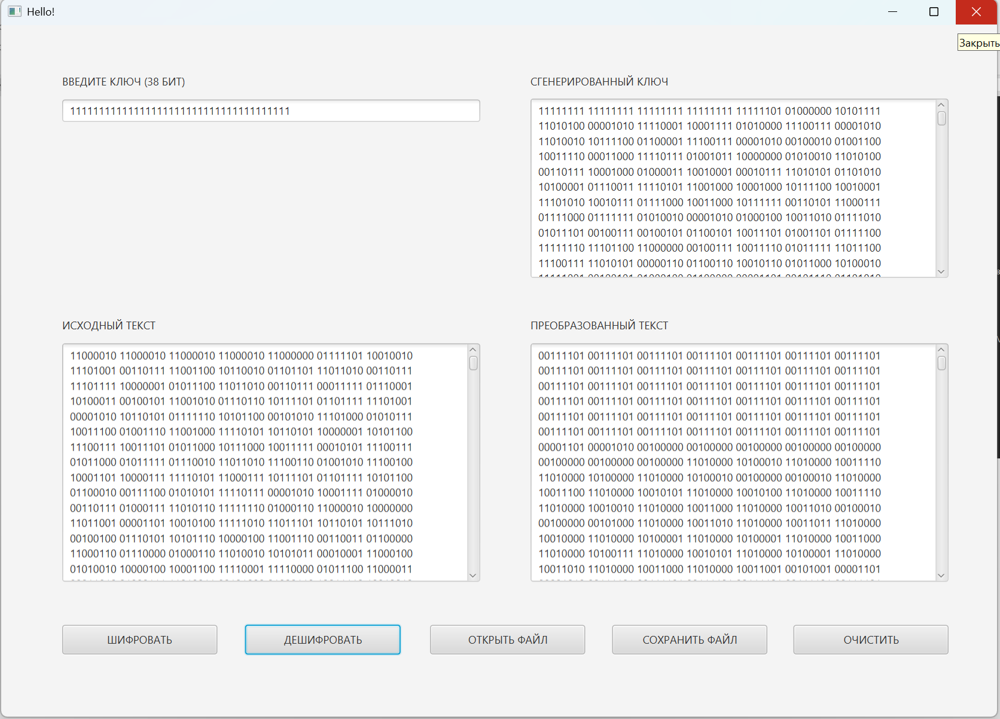 Hello!
Закрыть
ВВЕДИТЕ КЛЮЧ (38 БИТ)
11111111111111111111111111111111111111
СГЕНЕРИРОВАННЫЙ КЛЮЧ
11111111 11111111 11111111 11111111 11111101 01000000 10101111
11010100 00001010 11110001 10001111 01010000 11100111 00001010
11010010 10111100 01100001 11100111 00001010 00100010 01001100
10011110 00011000 11110111 01001011 10000000 01010010 11010100
00110111 10001000 01000011 10010001 00010111 11010101 01101010
10100001 01110011 11110101 11001000 10001000 10111100 10010001
11101010 10010111 01111000 10011000 10111111 00110101 11000111
01111000 01111111 01010010 00001010 01000100 10011010 01111010
01011101 00100111 00100101 01100101 10011101 01001101 01111100
11111110 11101100 11000000 00100111 10011110 01011111 11011100
11100111 11010101 00000110 01100110 10010110 01011000 10100010
ИСХОДНЫЙ ТЕКСТ
11000010 11000010 11000010 11000010 11000000 01111101 10010010
11101001 00110111 11001100 10110010 01101101 11011010 00110111
11101111 10000001 01011100 11011010 00110111 00011111 01110001
10100011 00100101 11001010 01110110 10111101 01101111 11101001
00001010 10110101 01111110 10101100 00101010 11101000 01010111
10011100 01001110 11001000 11110101 10110101 10000001 10101100
11100111 10011101 01011000 10111000 10011111 00010101 11100111
01011000 01011111 01110010 11011010 11100110 01001010 11100100
10001101 10000111 11110101 11000111 10111101 01101111 10101100
01100010 00111100 01010101 11110111 00001010 10001111 01000010
00110111 01000111 11010110 11111110 01000110 11000010 10000000
11011001 00001101 10010100 11111010 11011101 10110101 10111010
00100100 01110101 10101110 10000100 11001110 00110011 01100000
11000110 01110000 01000110 11010010 10101011 00010001 11000100
01010010 10000100 10001100 11110001 11110000 01011100 11000011
ПРЕОБРАЗОВАННЫЙ ТЕКСТ
00111101 00111101 00111101 00111101 00111101 00111101 00111101
00111101 00111101 00111101 00111101 00111101 00111101 00111101
00111101 00111101 00111101 00111101 00111101 00111101 00111101
00111101 00111101 00111101 00111101 00111101 00111101 00111101
00111101 00111101 00111101 00111101 00111101 00111101 00111101
00111101 00111101 00111101 00111101 00111101 00111101 00111101
00001101 00001010 00100000 00100000 00100000 00100000 00100000
00100000 00100000 00100000 11010000 10100010 11010000 10011110
11010000 10100000 11010000 10100010 00100000 00100010 11010000
10011100 11010000 10010101 11010000 10010100 11010000 10011110
11010000 10010010 11010000 10011000 11010000 10011010 00100010
00100000 00101000 11010000 10011010 11010000 10011011 11010000
10010000 11010000 10100001 11010000 10100001 11010000 10011000
11010000 10100111 11010000 10010101 11010000 10100001 11010000
10011010 11010000 10011000 11010000 10011001 00101001 00001101
ШИФРОВАТЬ
ДЕШИФРОВАТЬ
ОТКРЫТЬ ФАЙЛ
СОХРАНИТЬ ФАЙЛ
ОЧИСТИТЬ